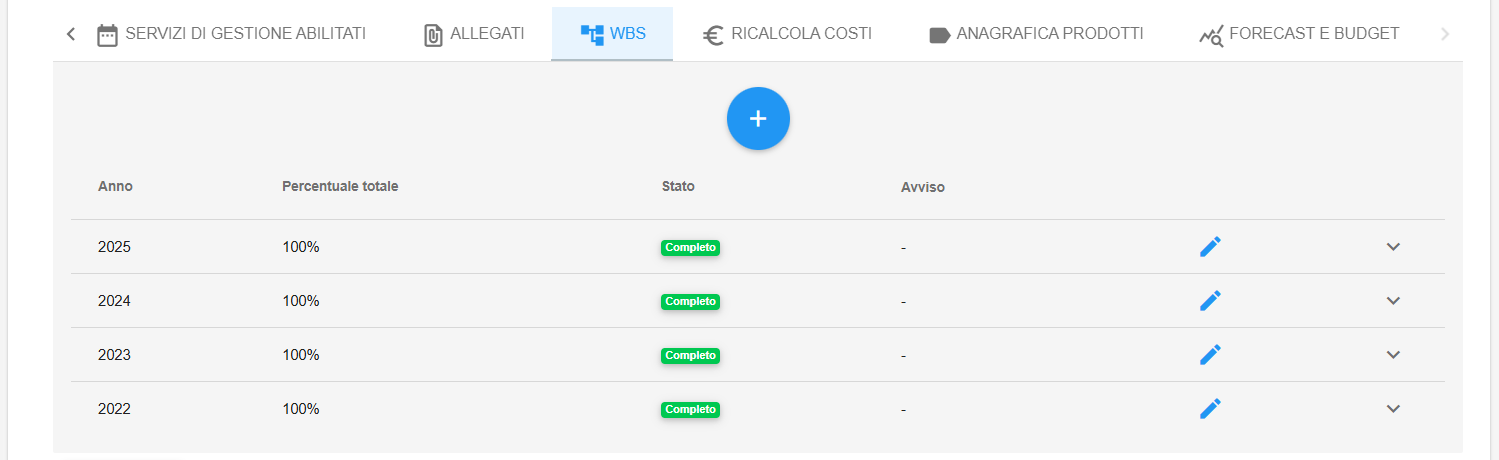 SERVIZI DI GESTIONE ABILITATI ALLEGATI WBS RICALCOLA COSTI ANAGRAFICA PRODOTTI FORECAST E BUDGET
+
Anno Percentuale totale Stato Avviso
2025 100% Completo -
2024 100% Completo -
2023 100% Completo -
2022 100% Completo -